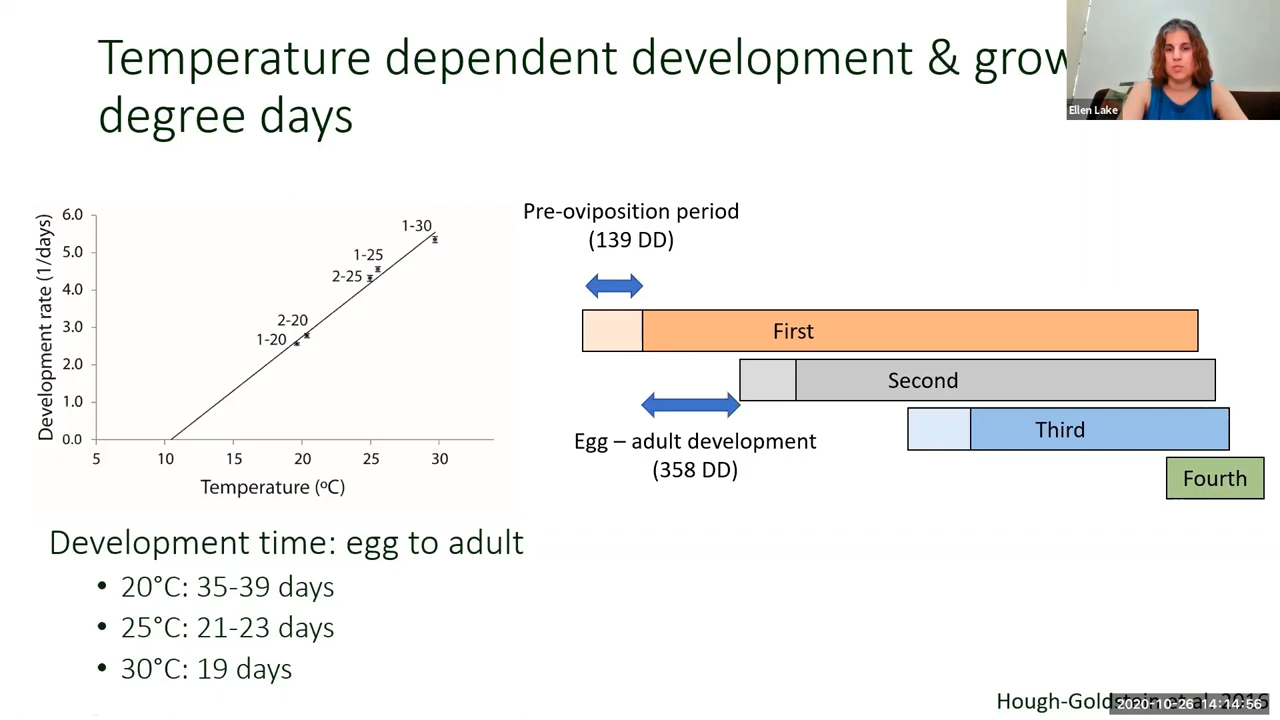 Temperature dependent development & grow
degree days
Ellen Lake
Development rate (1/days)
6.0
5.0
4.0
3.0
2.0
1.0
0.0
5 10 15 20 25 30
Temperature (ºC)
1-30
1-25
2-25
2-20
1-20
Pre-oviposition period
(139 DD)
First
Second
Egg – adult development
(358 DD)
Third
Fourth
Development time: egg to adult
• 20°C: 35-39 days
• 25°C: 21-23 days
• 30°C: 19 days
Hough-Goldstein et al. 2016
2020-10-26 14:14:56